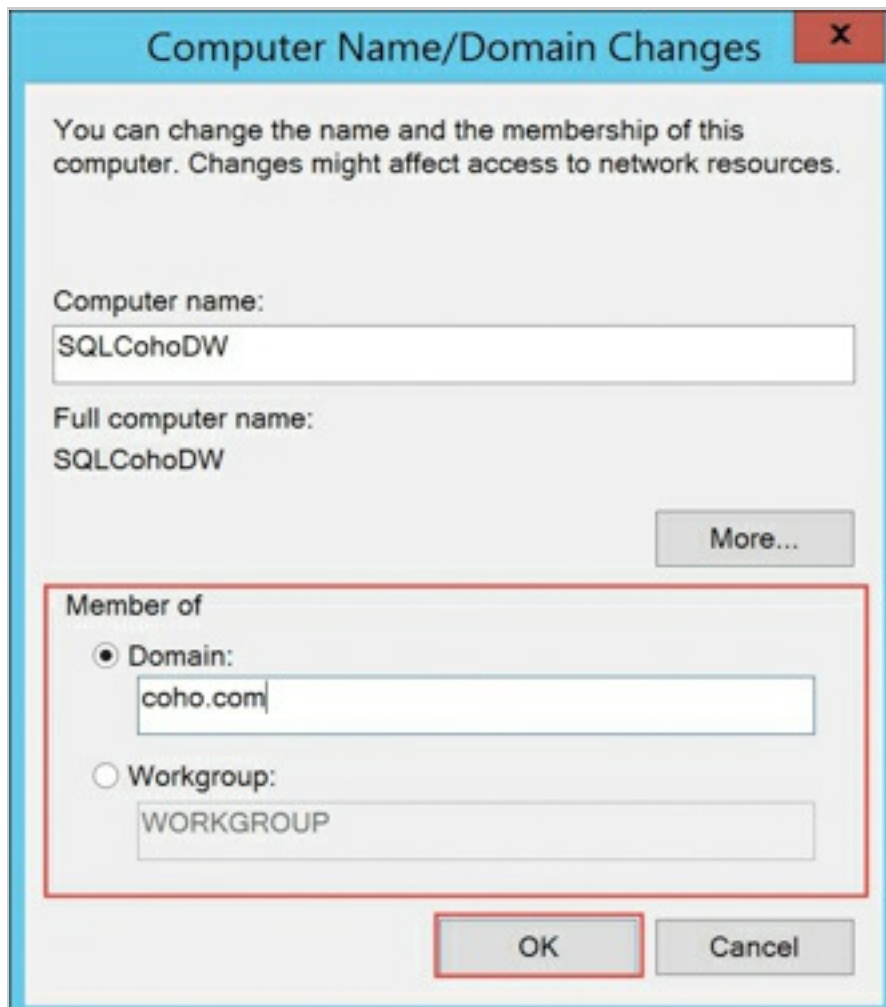 Computer Name/Domain Changes
x
You can change the name and the membership of this
computer. Changes might affect access to network resources.
Computer name:
SQLCohoDW
Full computer name:
SQLCohoDW
More...
Member of
Domain:
coho.com
Workgroup:
WORKGROUP
OK
Cancel